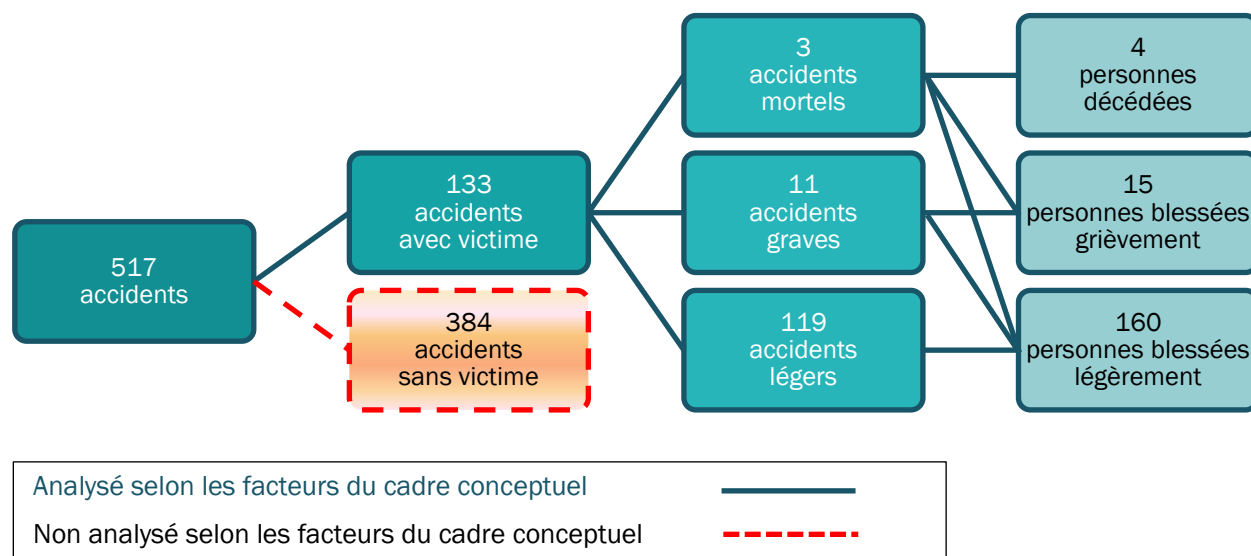 517
accidents
133
accidents
avec victime
384
accidents
sans victime
3
accidents
mortels
11
accidents
graves
119
accidents
légers
4
personnes
décédées
15
personnes blessées
grièvement
160
personnes blessées
légèrement
Analysé selon les facteurs du cadre conceptuel
Non analysé selon les facteurs du cadre conceptuel